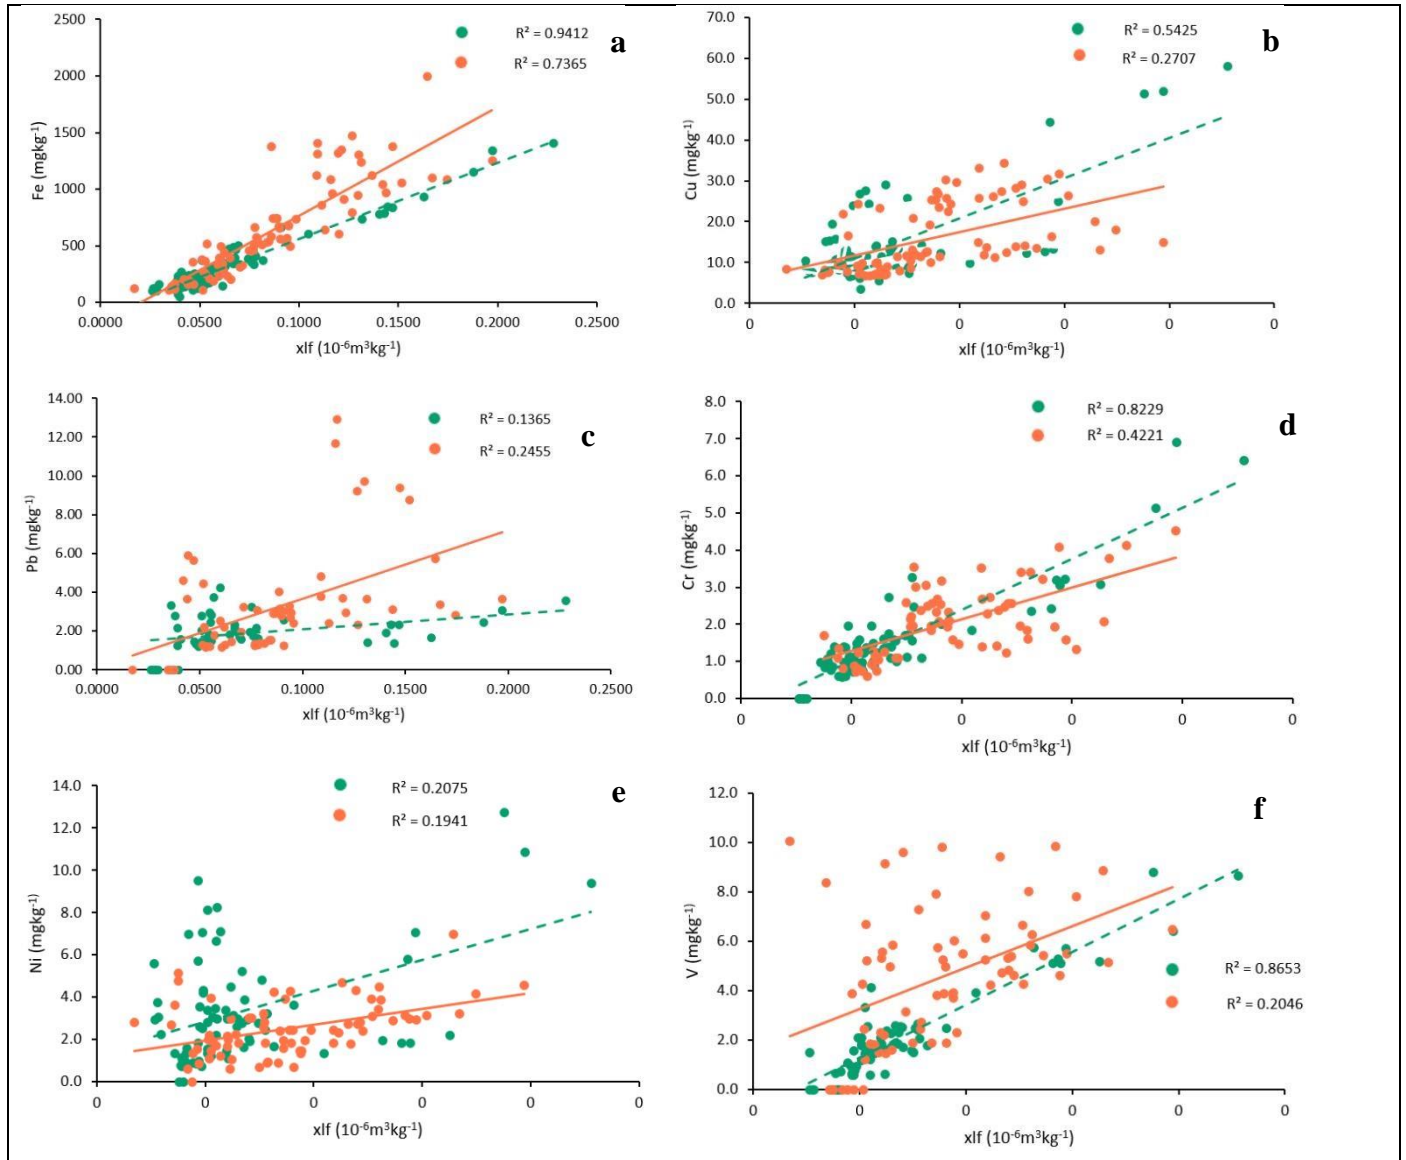 R² = 0.9412
R² = 0.7365
a
2500
2000
1500
1000
500
0
Fe (mgkg⁻¹)
0.0000 0.0500 0.1000 0.1500 0.2000 0.2500
xlf (10⁻⁶m³kg⁻¹)
R² = 0.5425
R² = 0.2707
b
70.0
60.0
50.0
40.0
30.0
20.0
10.0
0.0
Cu (mgkg⁻¹)
0 0 0 0 0 0
xlf (10⁻⁶m³kg⁻¹)
R² = 0.1365
R² = 0.2455
c
14.00
12.00
10.00
8.00
6.00
4.00
2.00
0.00
Pb (mgkg⁻¹)
0.0000 0.0500 0.1000 0.1500 0.2000 0.2500
xlf (10⁻⁶m³kg⁻¹)
R² = 0.8229
R² = 0.4221
d
8.0
7.0
6.0
5.0
4.0
3.0
2.0
1.0
0.0
Cr (mgkg⁻¹)
0 0 0 0 0 0
xlf (10⁻⁶m³kg⁻¹)
R² = 0.2075
R² = 0.1941
e
14.0
12.0
10.0
8.0
6.0
4.0
2.0
0.0
Ni (mgkg⁻¹)
0 0 0 0 0 0
xlf (10⁻⁶m³kg⁻¹)
f
12.0
10.0
8.0
6.0
4.0
2.0
0.0
V (mgkg⁻¹)
R² = 0.8653
R² = 0.2046
0 0 0 0 0 0
xlf (10⁻⁶m³kg⁻¹)